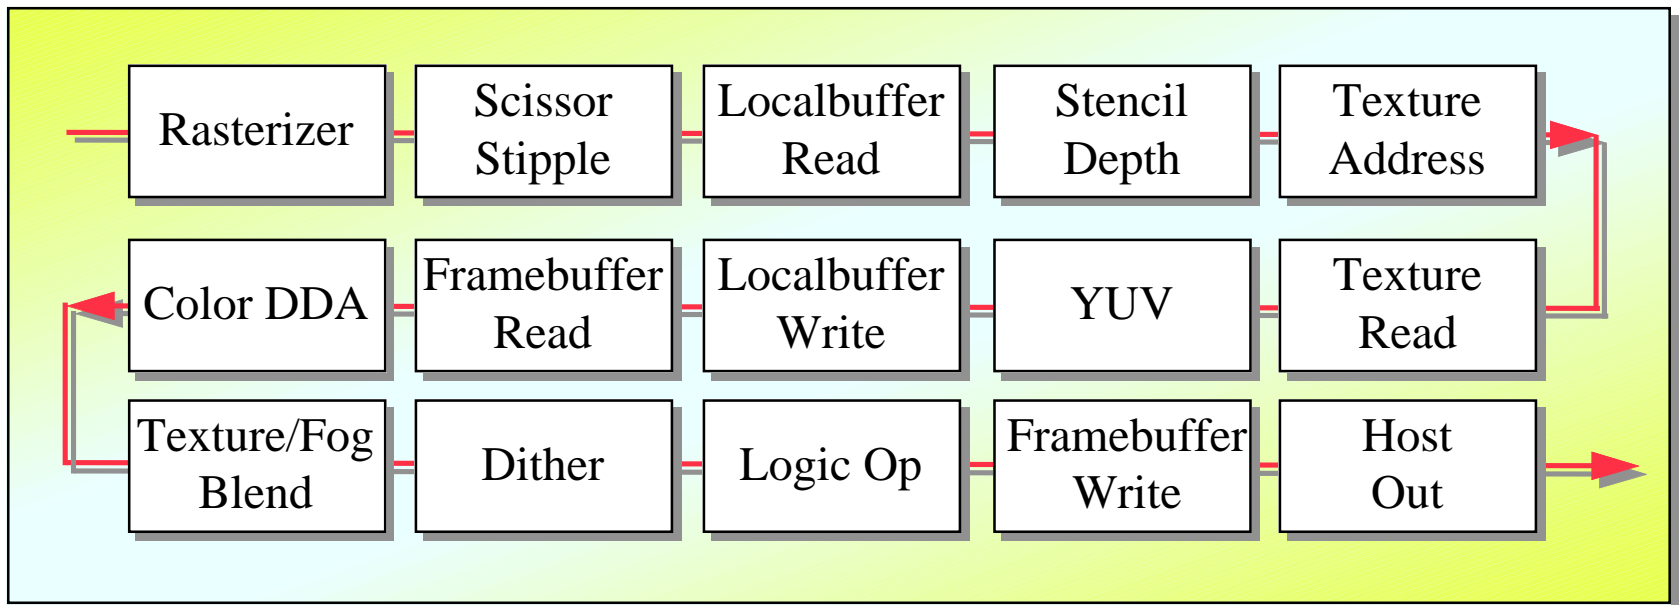 Rasterizer
Scissor
Stipple
Localbuffer
Read
Stencil
Depth
Texture
Address
Color DDA
Framebuffer
Read
Localbuffer
Write
YUV
Texture
Read
Texture/Fog
Blend
Dither
Logic Op
Framebuffer
Write
Host
Out